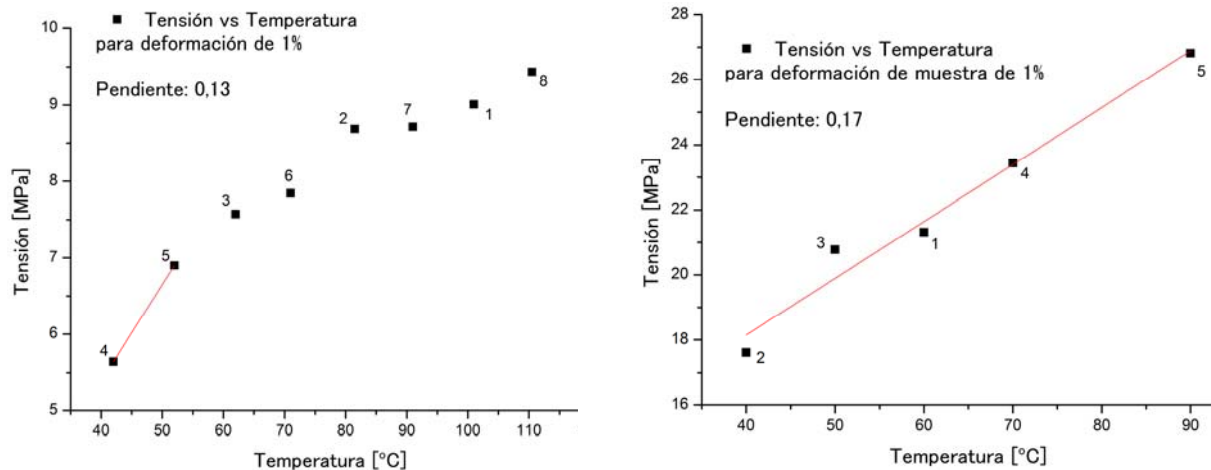 ■ Tensión vs Temperatura
para deformación de 1%
Pendiente: 0,13
10
9
8
7
6
5
4
5
3
6
2
7
1
8
40 50 60 70 80 90 100 110
Tensión [MPa]
Temperatura [°C]
■ Tensión vs Temperatura
para deformación de muestra de 1%
Pendiente: 0,17
28
26
24
22
20
18
16
2
3
1
4
5
40 50 60 70 80 90
Tensión [MPa]
Temperatura [°C]